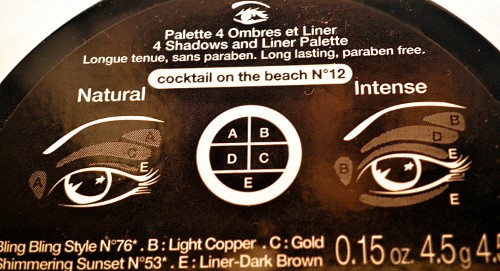 Palette 4 Ombres et Liner
4 Shadows and Liner Palette
Longue tenue, sans paraben. Long lasting, paraben free.
cocktail on the beach N°12
Natural
Intense
A
C
E
A
A B
D C
E
B
D
E
B
E
Bling Bling Style N°76*. B : Light Copper . C : Gold
Shimmering Sunset N°53*. E : Liner-Dark Brown
0.15 oz. 4.5 g